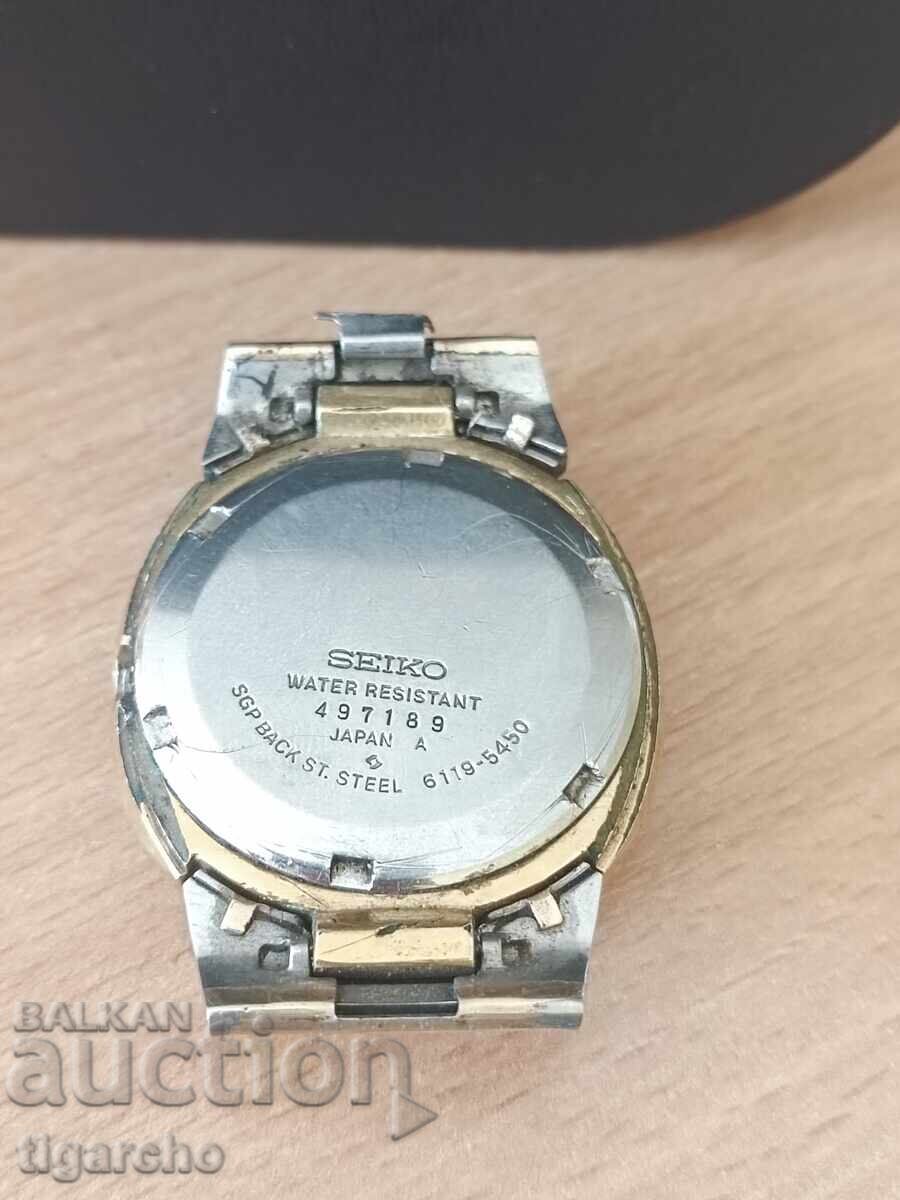 SEIKO
WATER RESISTANT
497189
JAPAN A
SGP BACK ST. STEEL 6119-5450
BALKAN
auction
tigarcho